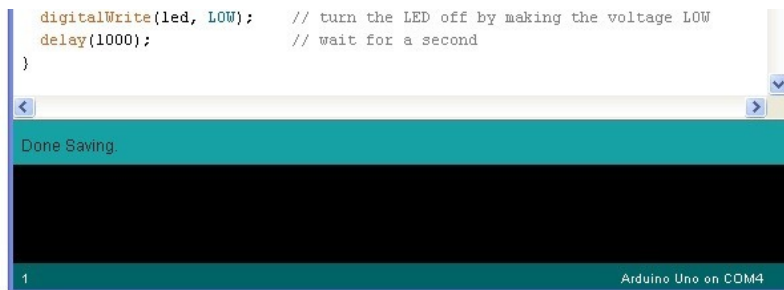 digitalWrite(led, LOW);    // turn the LED off by making the voltage LOW
delay(1000);               // wait for a second
}
Done Saving.
1 Arduino Uno on COM4